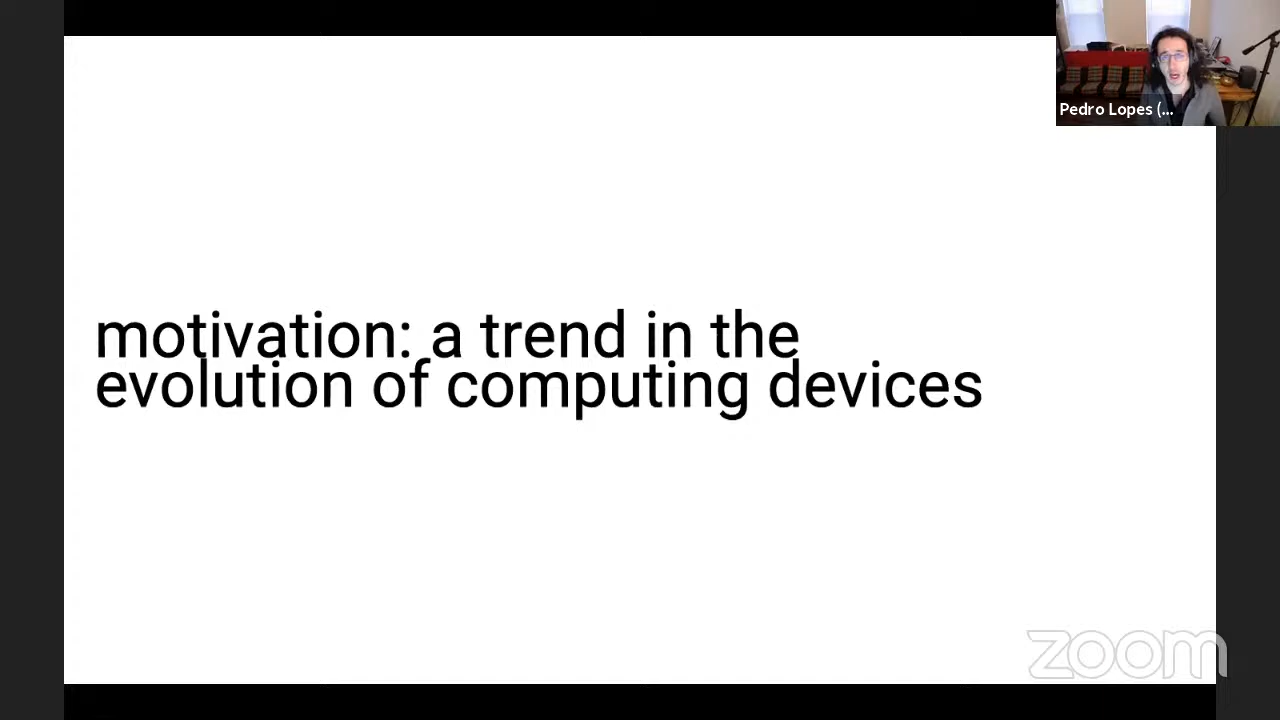 Pedro Lopes (...
motivation: a trend in the
evolution of computing devices
zoom